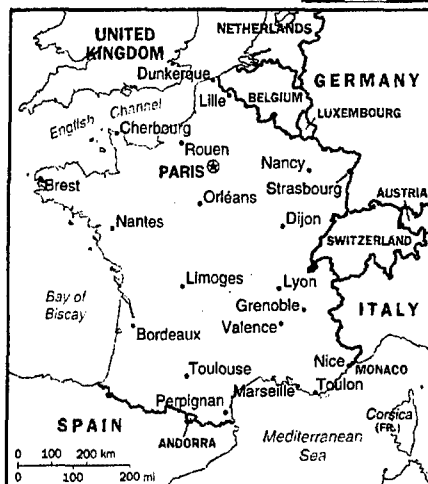 UNITED
KINGDOM
NETHERLANDS
Dunkerque
GERMANY
Lille
BELGIUM
LUXEMBOURG
English Channel
Cherbourg
Rouen
PARIS
Nancy
Strasbourg
Brest
Orléans
AUSTRIA
Nantes
Dijon
SWITZERLAND
Limoges
Lyon
Bay of
Biscay
Grenoble
ITALY
Bordeaux
Valence
Nice
MONACO
Toulouse
Marseille
Toulon
Perpignan
Corsica
(FR.)
SPAIN
ANDORRA
Mediterranean
Sea
0 100 200 km
0 100 200 mi